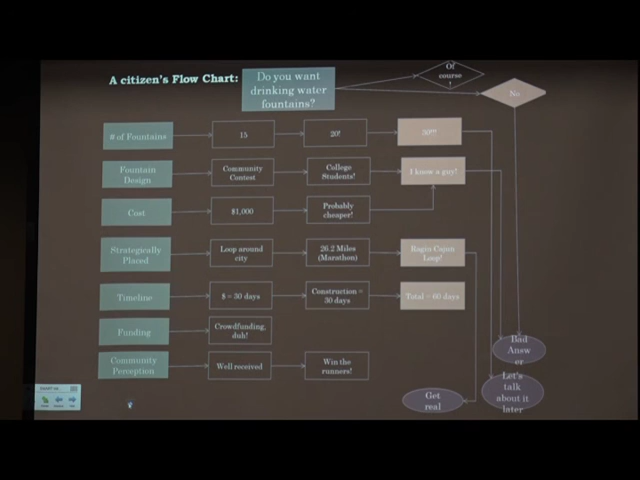 A citizen's Flow Chart:
Do you want
drinking water
fountains?
Of
course
!
No
# of Fountains
15
20!
30!!!
Fountain
Design
Community
Contest
College
Students!
I know a guy!
Cost
$1,000
Probably
cheaper!
Strategically
Placed
Loop around
city
26.2 Miles
(Marathon)
Ragin Cajun
Loop!
Timeline
$ = 30 days
Construction =
30 days
Total = 60 days
Funding
Crowdfunding,
duh!
Community
Perception
Well received
Win the
runners!
Bad
Answ
er
Let's
talk
about it
later
Get
real